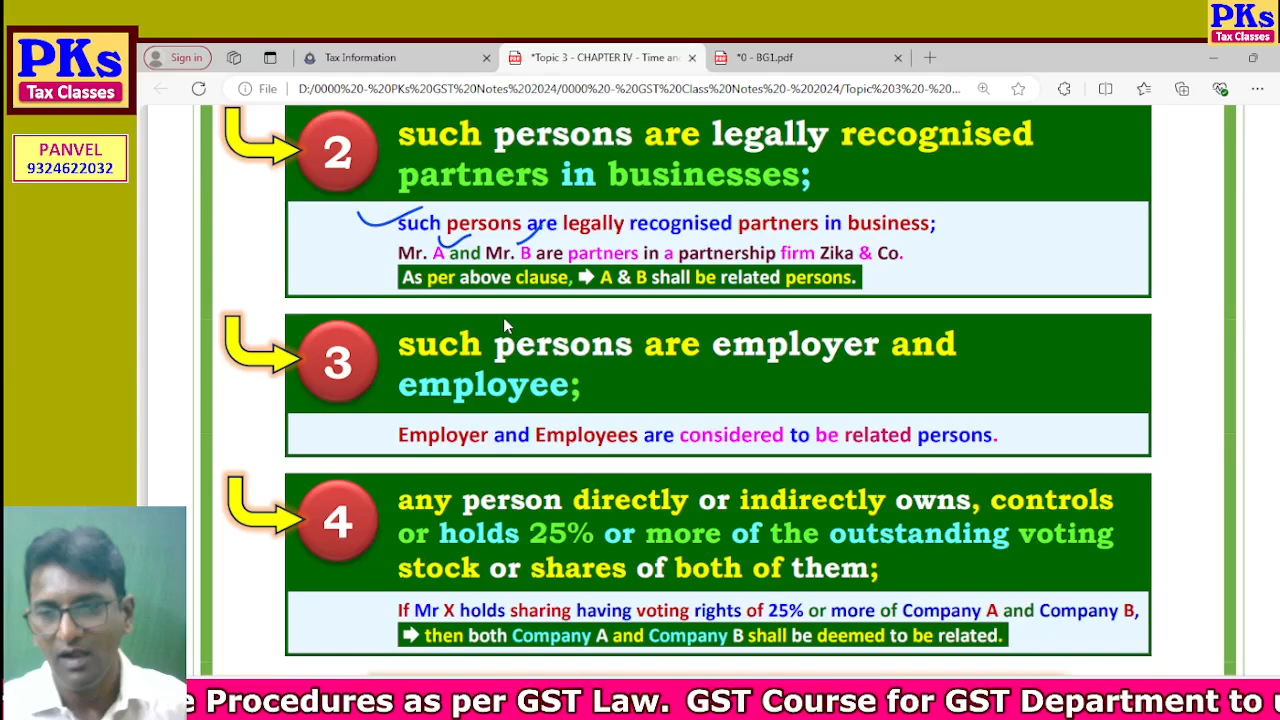 PKs
Tax Classes
PKs
Tax Classes
Sign in
Tax Information
*Topic 3 - CHAPTER IV - Time an
*0 - BG1.pdf
File
D:/0000%20-%20PKs%20GST%20Notes%202024/0000%20-%20GST%20Class%20Notes%20-%202024/Topic%203%20-%20...
PANVEL
9324622032
2
such persons are legally recognised
partners in businesses;
such persons are legally recognised partners in business;
Mr. A and Mr. B are partners in a partnership firm Zika & Co.
As per above clause, ➡ A & B shall be related persons.
3
such persons are employer and
employee;
Employer and Employees are considered to be related persons.
4
any person directly or indirectly owns, controls
or holds 25% or more of the outstanding voting
stock or shares of both of them;
If Mr X holds sharing having voting rights of 25% or more of Company A and Company B,
➡ then both Company A and Company B shall be deemed to be related.
e Procedures as per GST Law. GST Course for GST Department to u